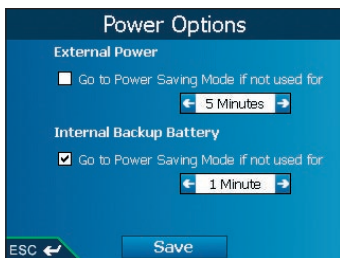 Power Options
External Power
Go to Power Saving Mode if not used for
5 Minutes
Internal Backup Battery
Go to Power Saving Mode if not used for
1 Minute
ESC
Save